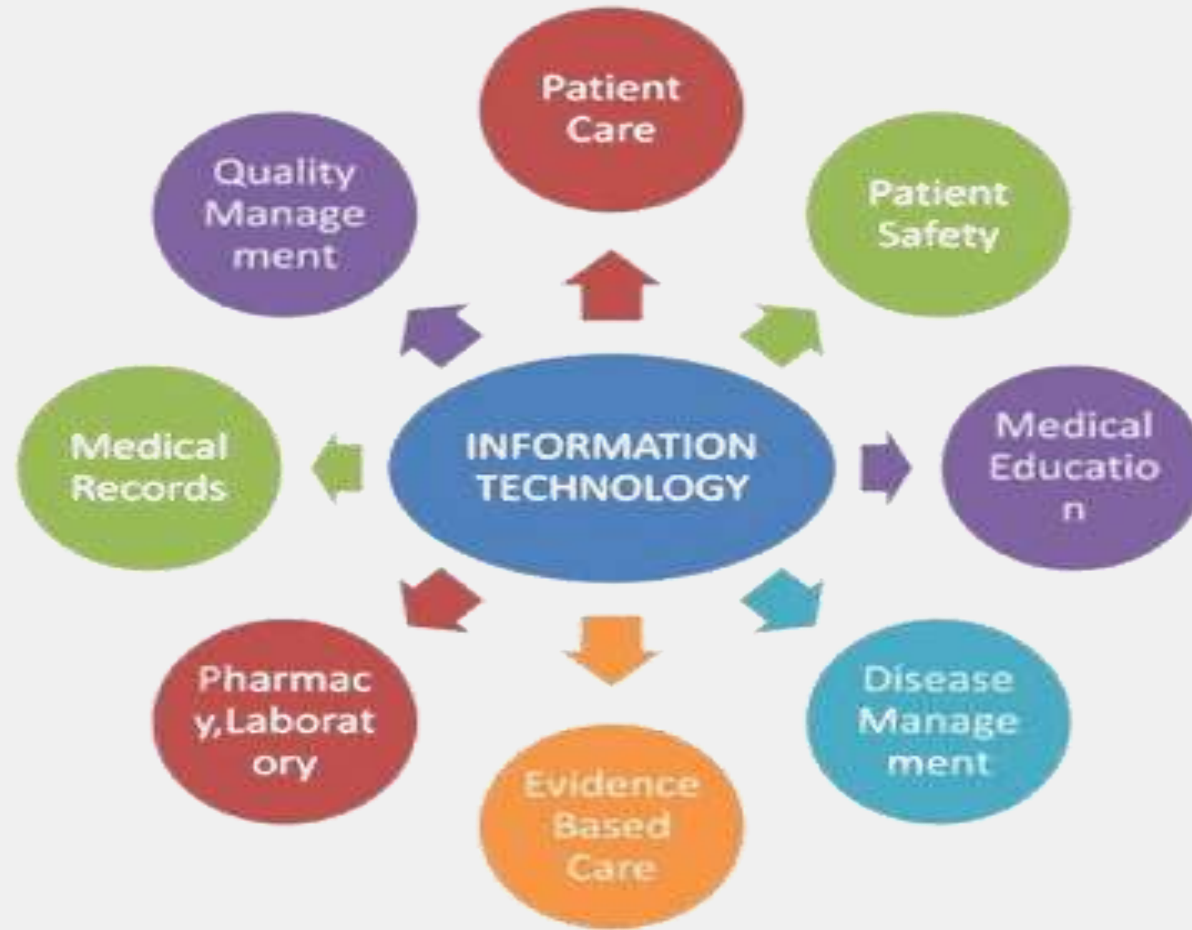 Patient
Care
Patient
Safety
Medical
Educatio
n
Disease
Manage
ment
Evidence
Based
Care
Pharmac
y,Laborat
ory
Medical
Records
Quality
Manage
ment
INFORMATION
TECHNOLOGY